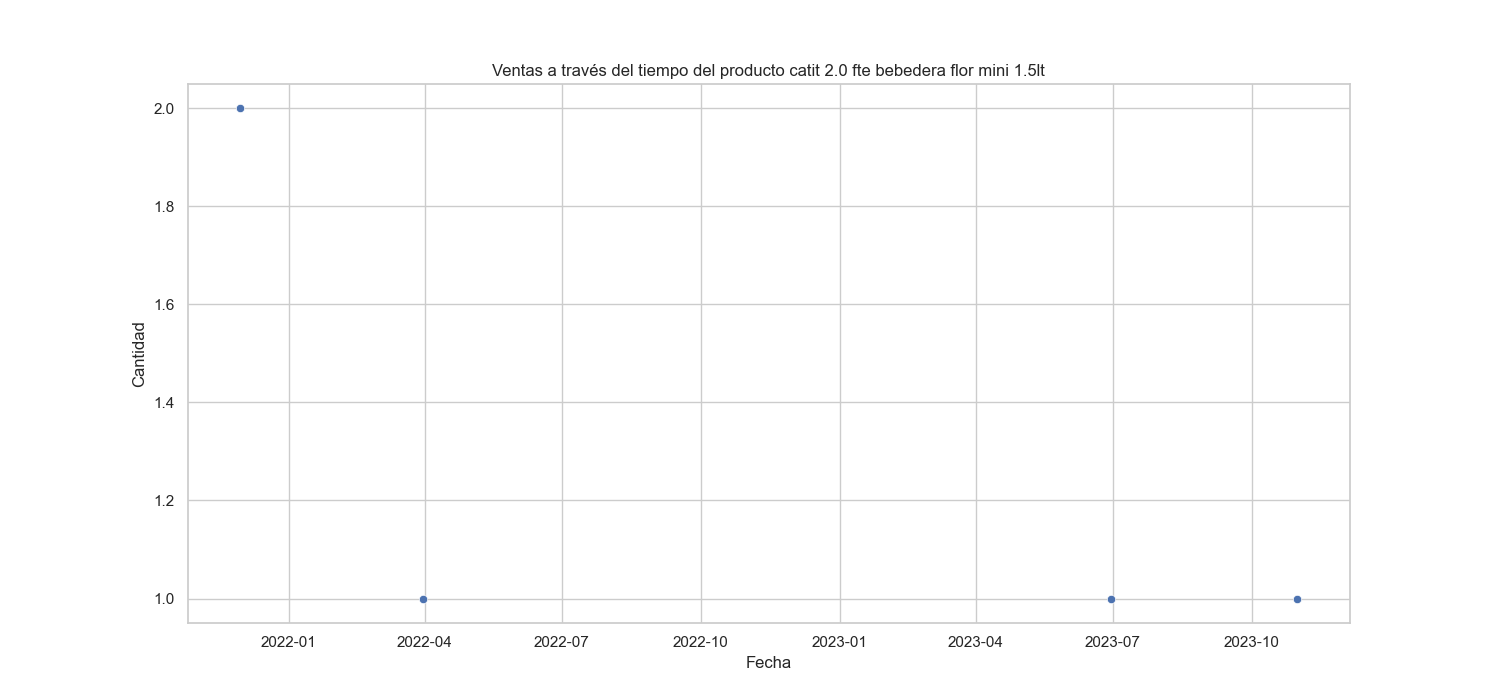 Ventas a través del tiempo del producto catit 2.0 fte bebedera flor mini 1.5lt
2.0
1.8
1.6
1.4
1.2
1.0
Cantidad
2022-01 2022-04 2022-07 2022-10 2023-01 2023-04 2023-07 2023-10
Fecha